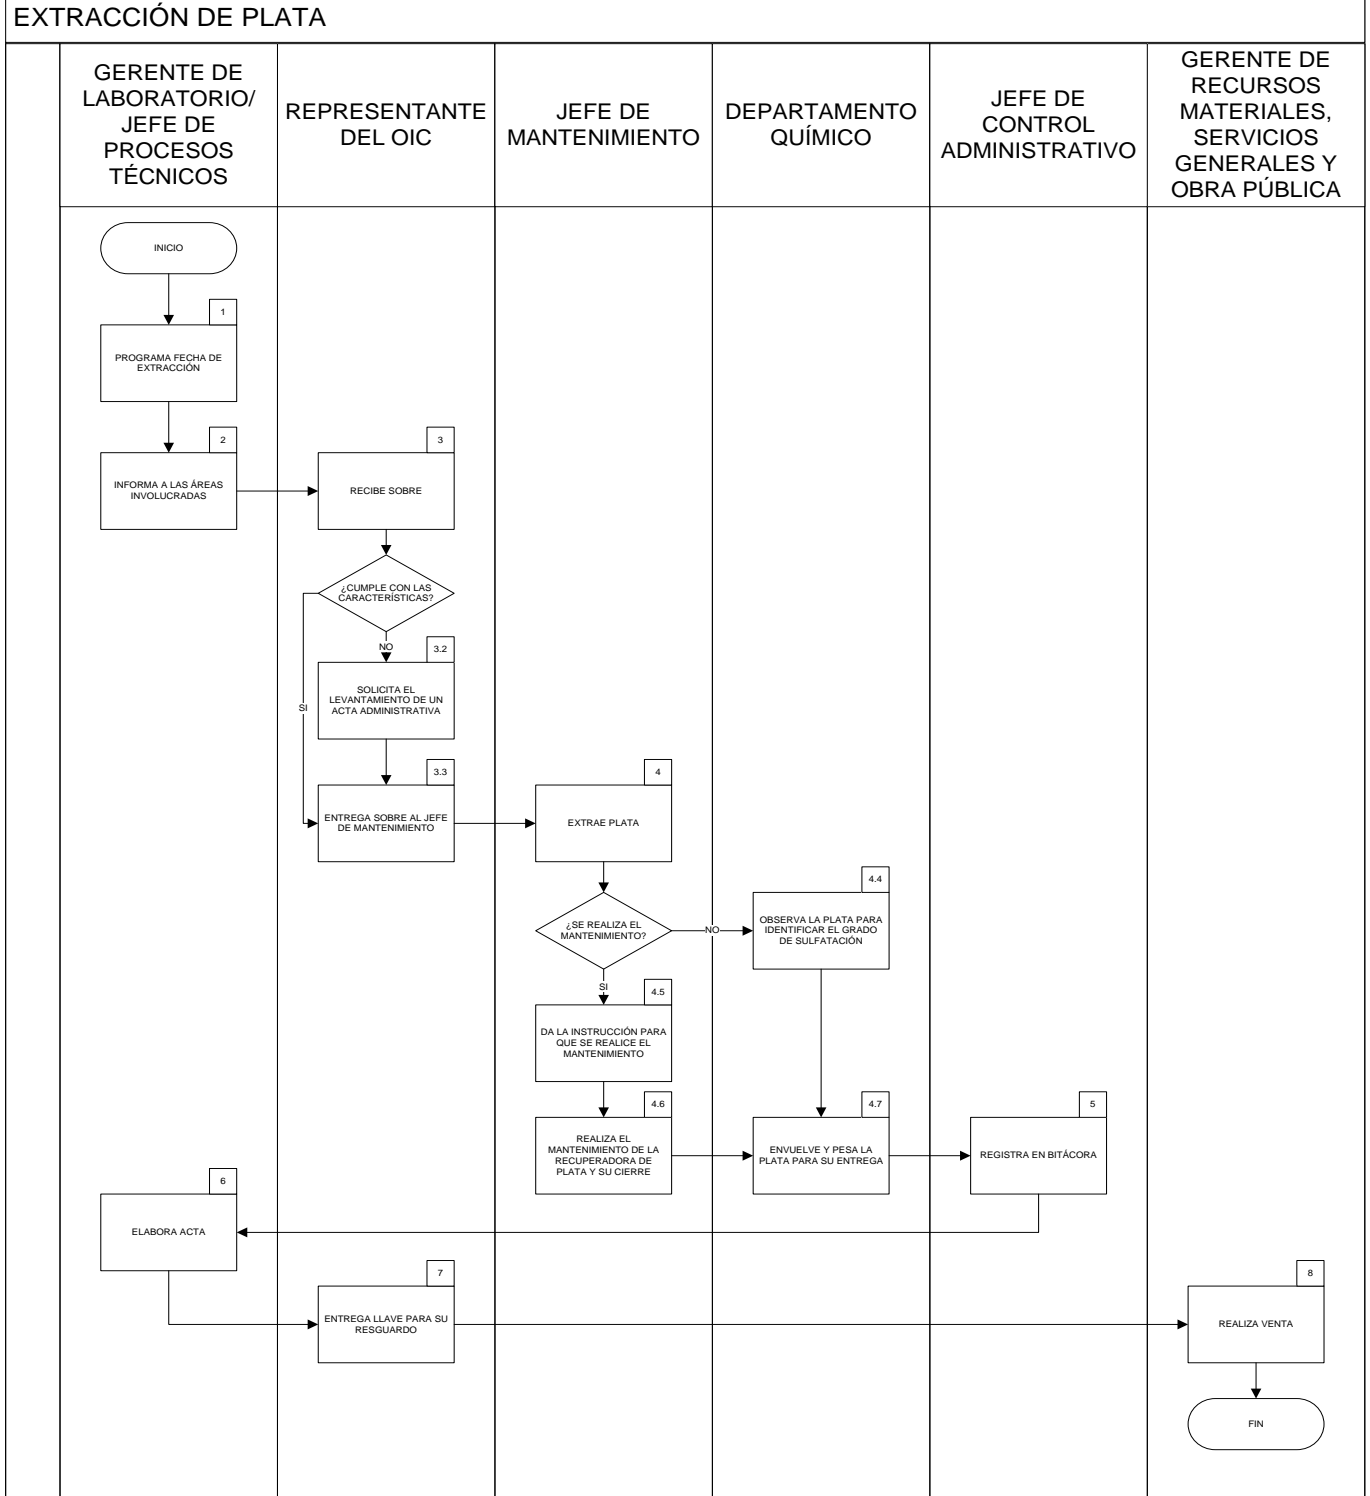 EXTRACCIÓN DE PLATA
GERENTE DE
LABORATORIO/
JEFE DE
PROCESOS
TÉCNICOS
REPRESENTANTE
DEL OIC
JEFE DE
MANTENIMIENTO
DEPARTAMENTO
QUÍMICO
JEFE DE
CONTROL
ADMINISTRATIVO
GERENTE DE
RECURSOS
MATERIALES,
SERVICIOS
GENERALES Y
OBRA PÚBLICA
INICIO
1
PROGRAMA FECHA DE
EXTRACCIÓN
2
INFORMA A LAS ÁREAS
INVOLUCRADAS
3
RECIBE SOBRE
¿CUMPLE CON LAS
CARACTERÍSTICAS?
NO
3.2
SOLICITA EL
LEVANTAMIENTO DE UN
ACTA ADMINISTRATIVA
SI
3.3
ENTREGA SOBRE AL JEFE
DE MANTENIMIENTO
4
EXTRAE PLATA
¿SE REALIZA EL
MANTENIMIENTO?
NO
4.4
OBSERVA LA PLATA PARA
IDENTIFICAR EL GRADO
DE SULFATACIÓN
SI
4.5
DA LA INSTRUCCIÓN PARA
QUE SE REALICE EL
MANTENIMIENTO
4.6
REALIZA EL
MANTENIMIENTO DE LA
RECUPERADORA DE
PLATA Y SU CIERRE
4.7
ENVUELVE Y PESA LA
PLATA PARA SU ENTREGA
5
REGISTRA EN BITÁCORA
6
ELABORA ACTA
7
ENTREGA LLAVE PARA SU
RESGUARDO
8
REALIZA VENTA
FIN